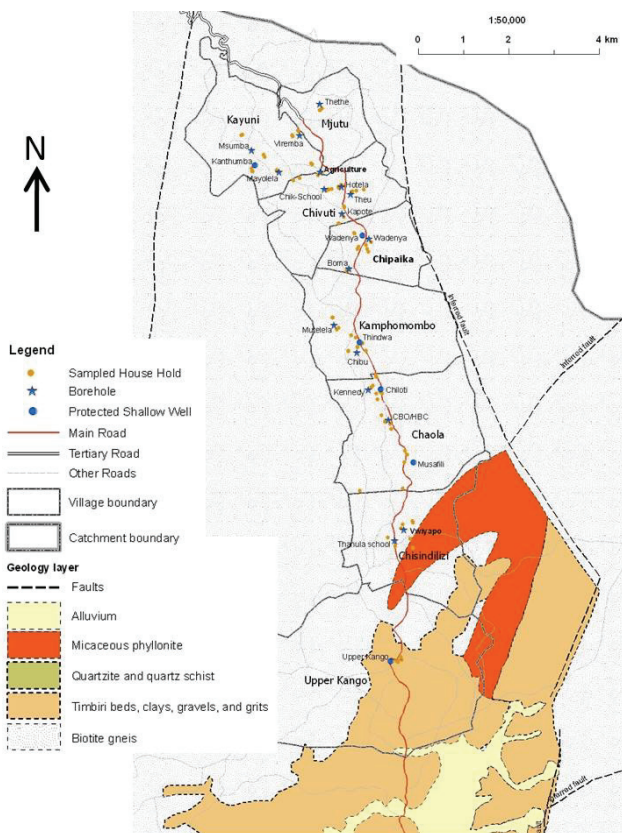 1:50,000
0 1 2 4 km
N
Thethe
Kayuni
Mjutu
Viremba
Msumba
Kanthumba
Mayolela
Agriculture
Hotela
Chik-School
Theu
Chivuti
Kapote
Wadenya
Wadenya
Chipaika
Boma
Inferred fault
Inferred fault
Kamphomombo
Mutelela
Thindwa
Chibu
Kennedy
Chiloti
CBO/HBC
Chaola
Musafili
Vwiyapo
Thanula school
Chisindilizi
Upper Kango
Upper Kango
Inferred fault
Legend
Sampled House Hold
Borehole
Protected Shallow Well
Main Road
Tertiary Road
Other Roads
Village boundary
Catchment boundary
Geology layer
Faults
Alluvium
Micaceous phyllonite
Quartzite and quartz schist
Timbiri beds, clays, gravels, and grits
Biotite gneis